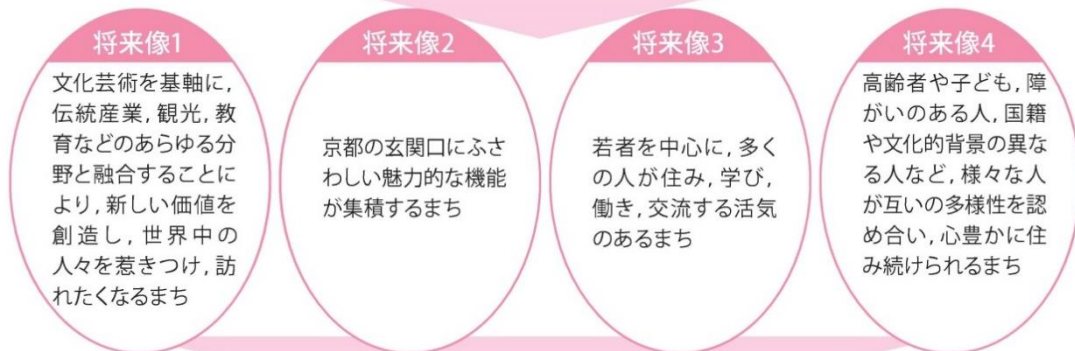 将来像1
文化芸術を基軸に,
伝統産業,観光,教
育などのあらゆる分
野と融合することに
より,新しい価値を
創造し,世界中の
人々を惹きつけ,訪
れたくなるまち
将来像2
京都の玄関口にふさ
わしい魅力的な機能
が集積するまち
将来像3
若者を中心に,多く
の人が住み,学び,
働き,交流する活気
のあるまち
将来像4
高齢者や子ども,障
がいのある人,国籍
や文化的背景の異な
る人など,様々な人
が互いの多様性を認
め合い,心豊かに住
み続けられるまち